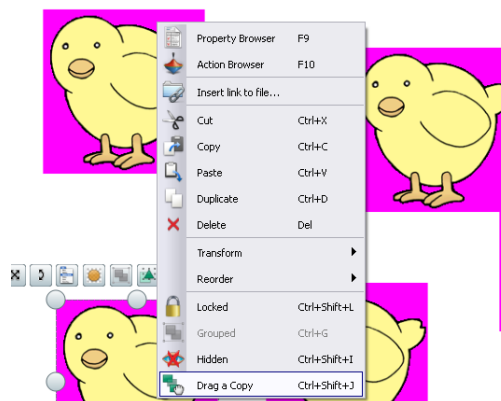 Property Browser F9
Action Browser F10
Insert link to file...
Cut Ctrl+X
Copy Ctrl+C
Paste Ctrl+V
Duplicate Ctrl+D
Delete Del
Transform
Reorder
Locked Ctrl+Shift+L
Grouped Ctrl+G
Hidden Ctrl+Shift+I
Drag a Copy Ctrl+Shift+J